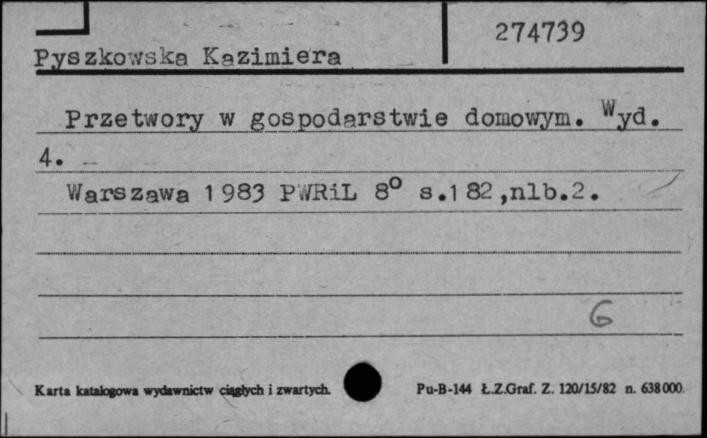 274739
Pyszkowska Kazimiera
Przetwory w gospodarstwie domowym. Wyd.
4. –
Warszawa 1983 PWRiL 8° s.182,nlb.2.
G
Karta katalogowa wydawnictw ciągłych i zwartych.
Pu-B-144 Ł.Z.Graf. Z. 120/15/82 n. 638000.